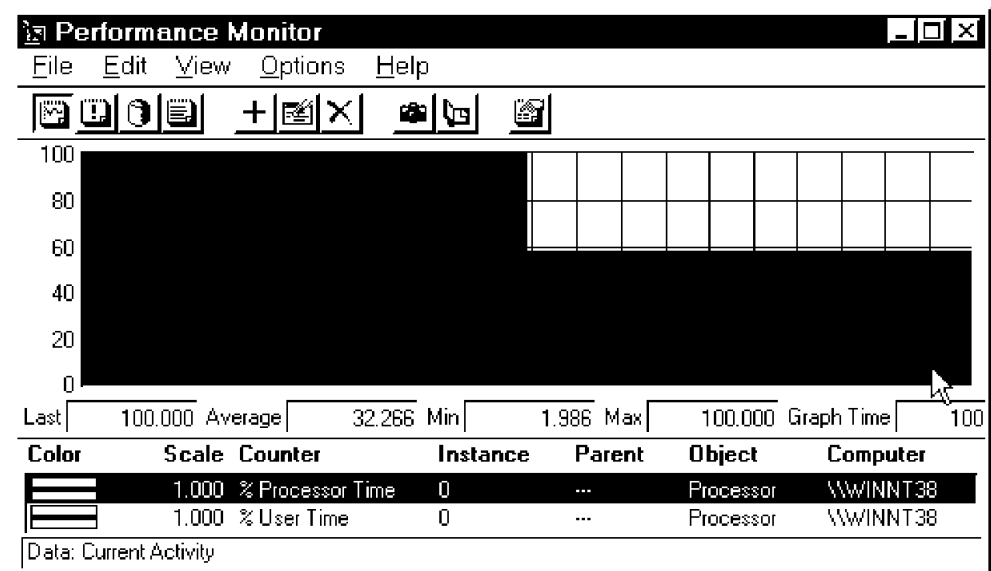 Performance Monitor
File Edit View Options Help
100
80
60
40
20
0
Last 100.000 Average 32.266 Min 1.986 Max 100.000 Graph Time 100
Color Scale Counter Instance Parent Object Computer
1.000 % Processor Time 0 --- Processor \\WINNT38
1.000 % User Time 0 --- Processor \\WINNT38
Data: Current Activity